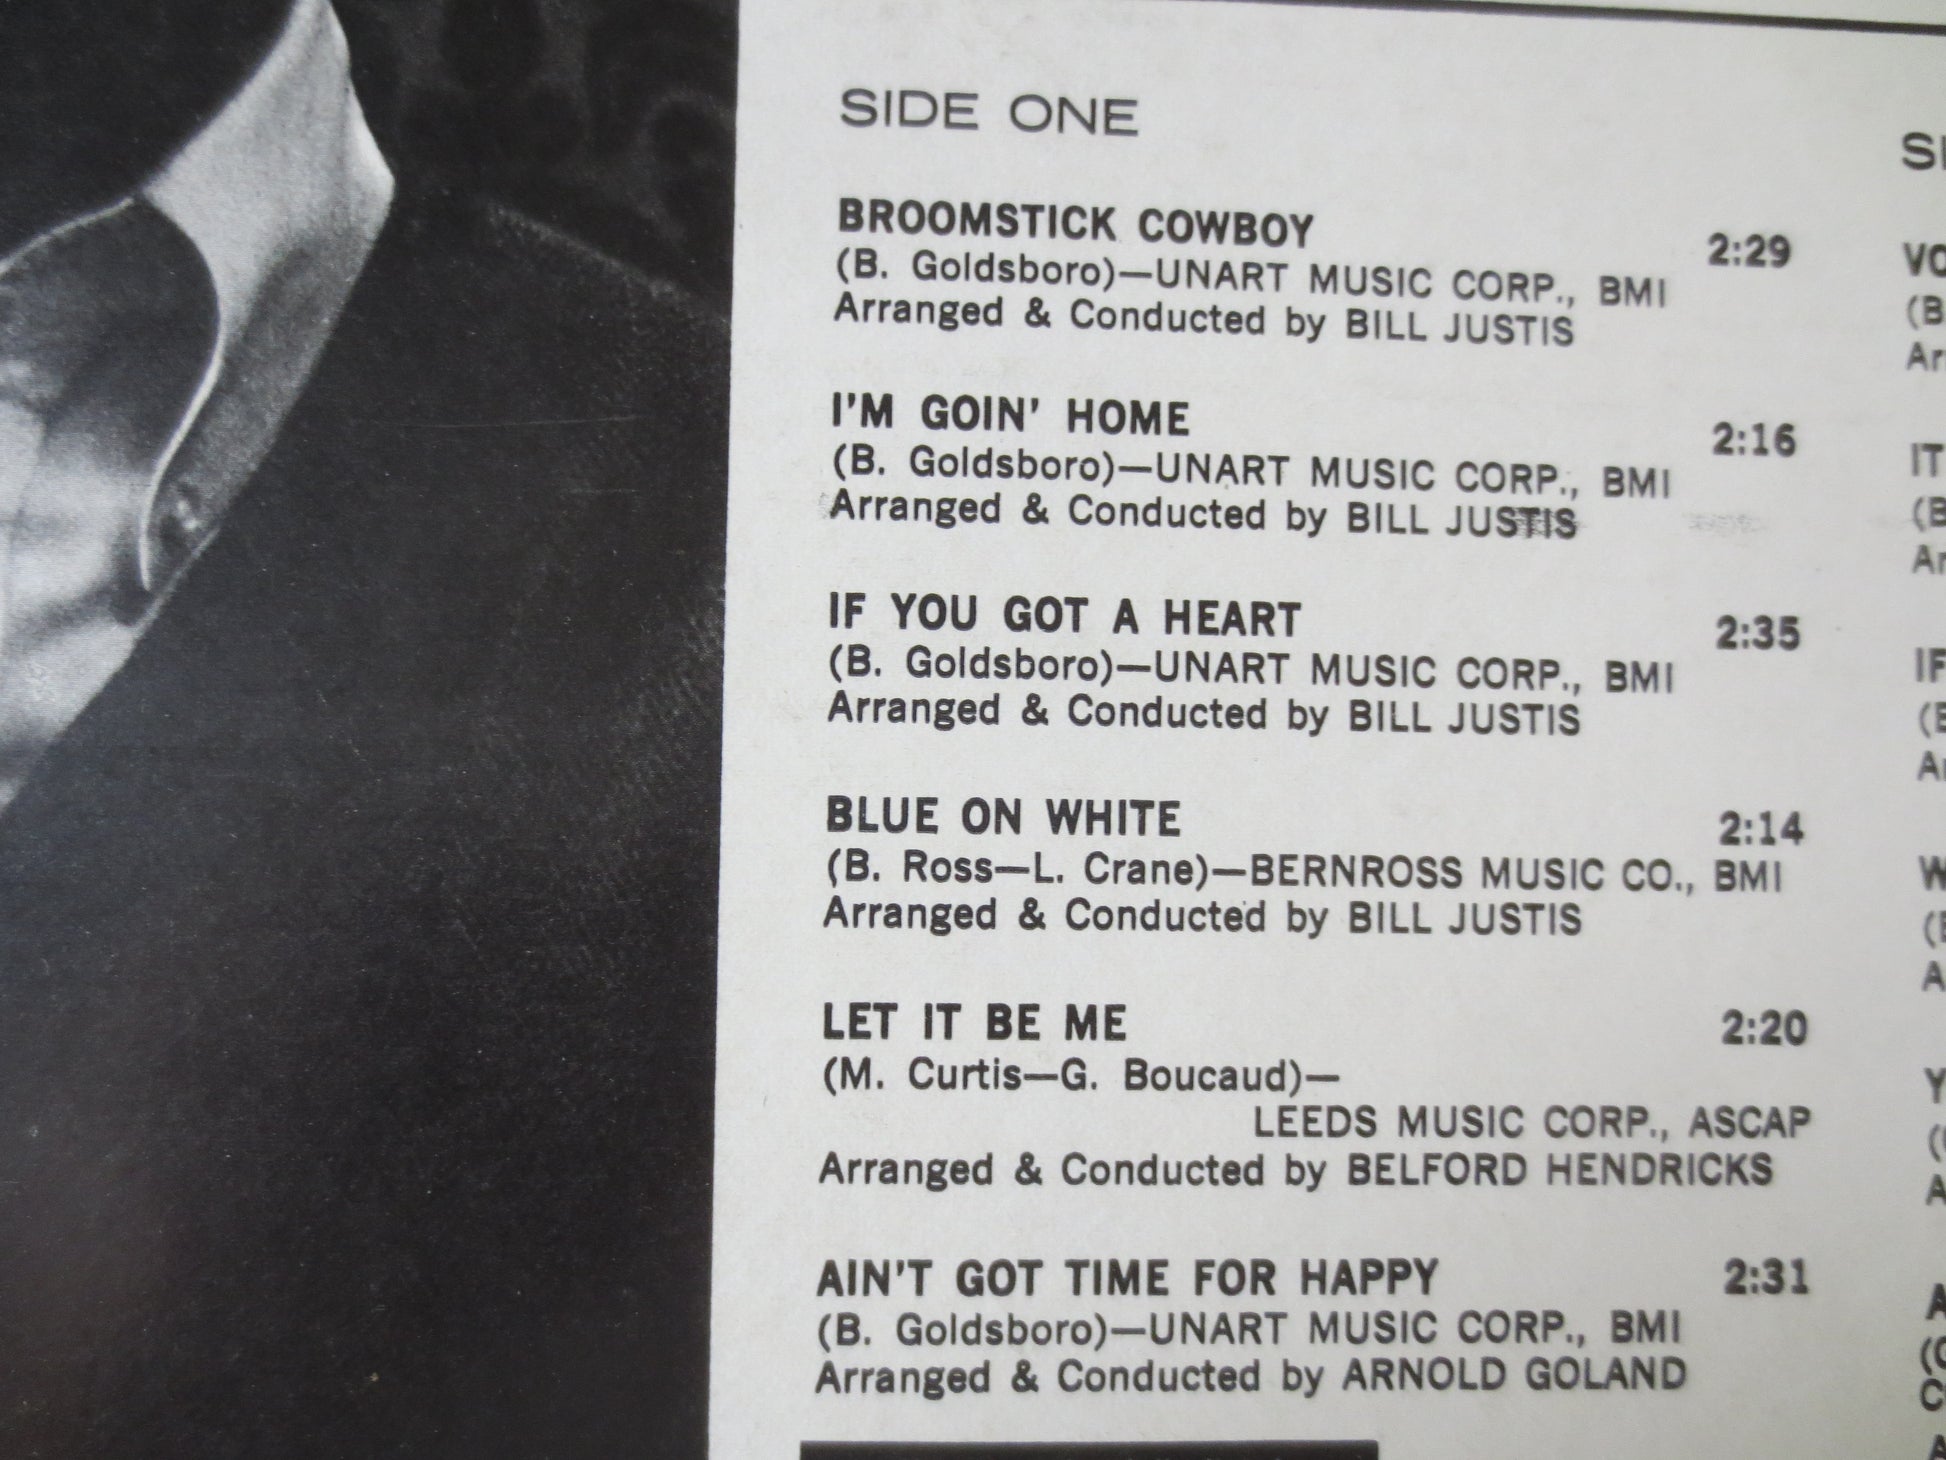 SIDE ONE
BROOMSTICK COWBOY 2:29
(B. Goldsboro)—UNART MUSIC CORP., BMI
Arranged & Conducted by BILL JUSTIS
I'M GOIN' HOME 2:16
(B. Goldsboro)—UNART MUSIC CORP., BMI
Arranged & Conducted by BILL JUSTIS
IF YOU GOT A HEART 2:35
(B. Goldsboro)—UNART MUSIC CORP., BMI
Arranged & Conducted by BILL JUSTIS
BLUE ON WHITE 2:14
(B. Ross—L. Crane)—BERNROSS MUSIC CO., BMI
Arranged & Conducted by BILL JUSTIS
LET IT BE ME 2:20
(M. Curtis—G. Boucaud)—
LEEDS MUSIC CORP., ASCAP
Arranged & Conducted by BELFORD HENDRICKS
AIN'T GOT TIME FOR HAPPY 2:31
(B. Goldsboro)—UNART MUSIC CORP., BMI
Arranged & Conducted by ARNOLD GOLAND
IT
IF